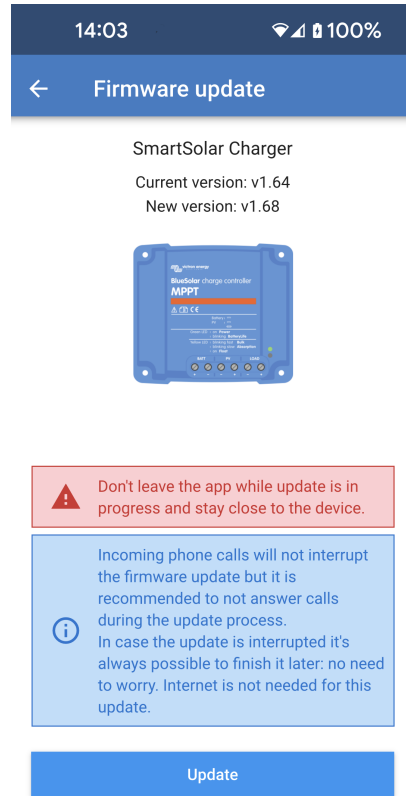 14:03
100%
Firmware update
SmartSolar Charger
Current version: v1.64
New version: v1.68
victron energy
BlueSolar charge controller
MPPT
Don't leave the app while update is in
progress and stay close to the device.
Incoming phone calls will not interrupt
the firmware update but it is
recommended to not answer calls
during the update process.
In case the update is interrupted it's
always possible to finish it later: no need
to worry. Internet is not needed for this
update.
Update